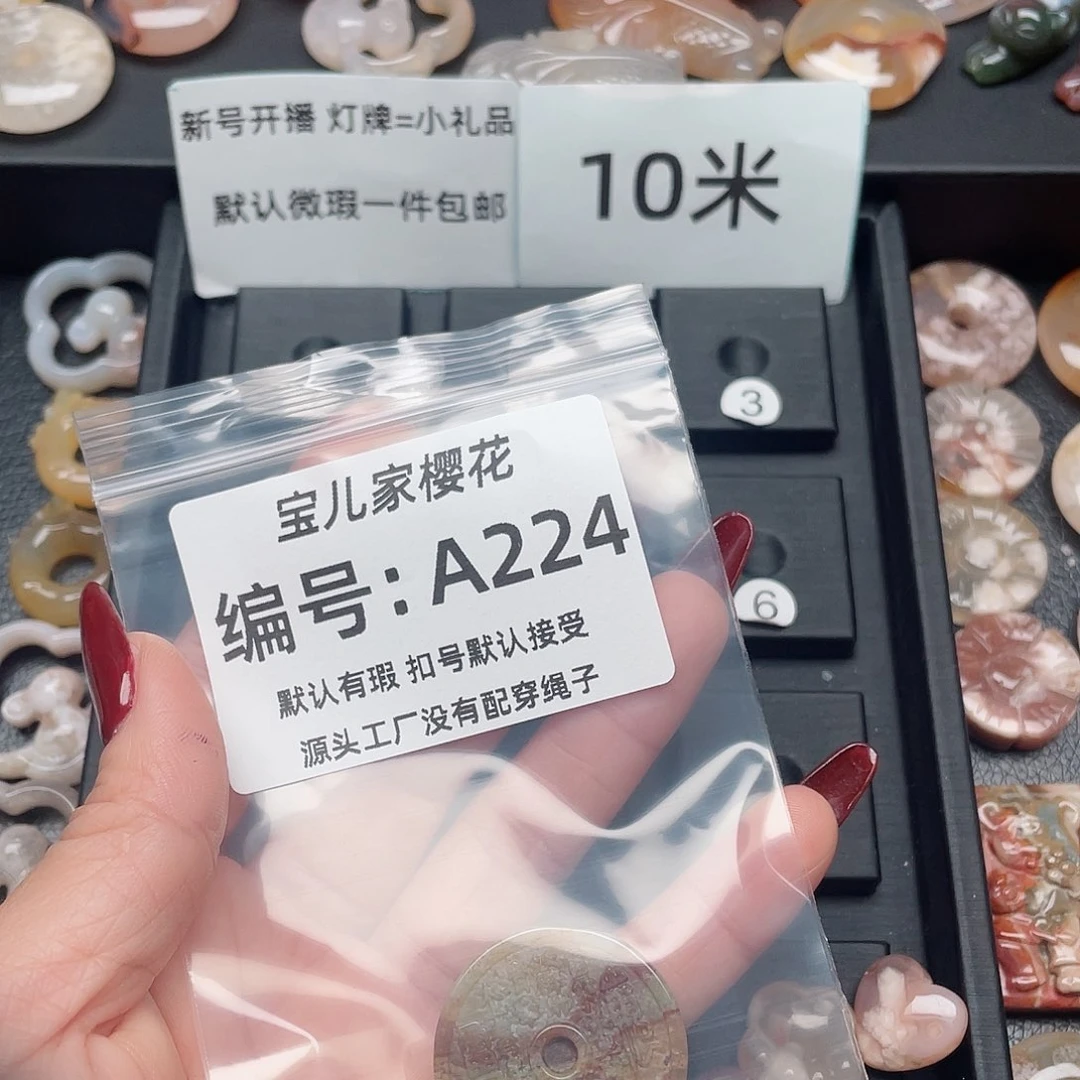 新号开播 灯牌=小礼品
默认微瑕一件包邮
10米
3
6
宝儿家樱花
编号：A224
默认有瑕 扣号默认接受
源头工厂没有配穿绳子